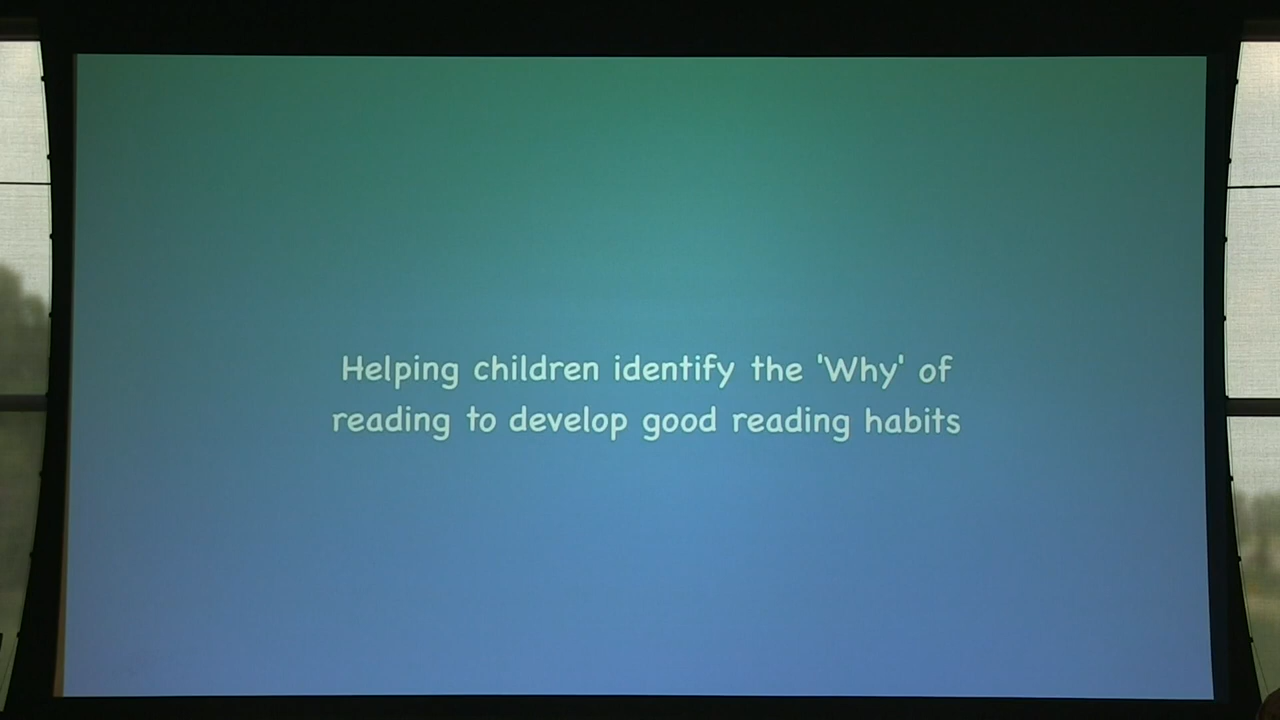 Helping children identify the 'Why' of
reading to develop good reading habits